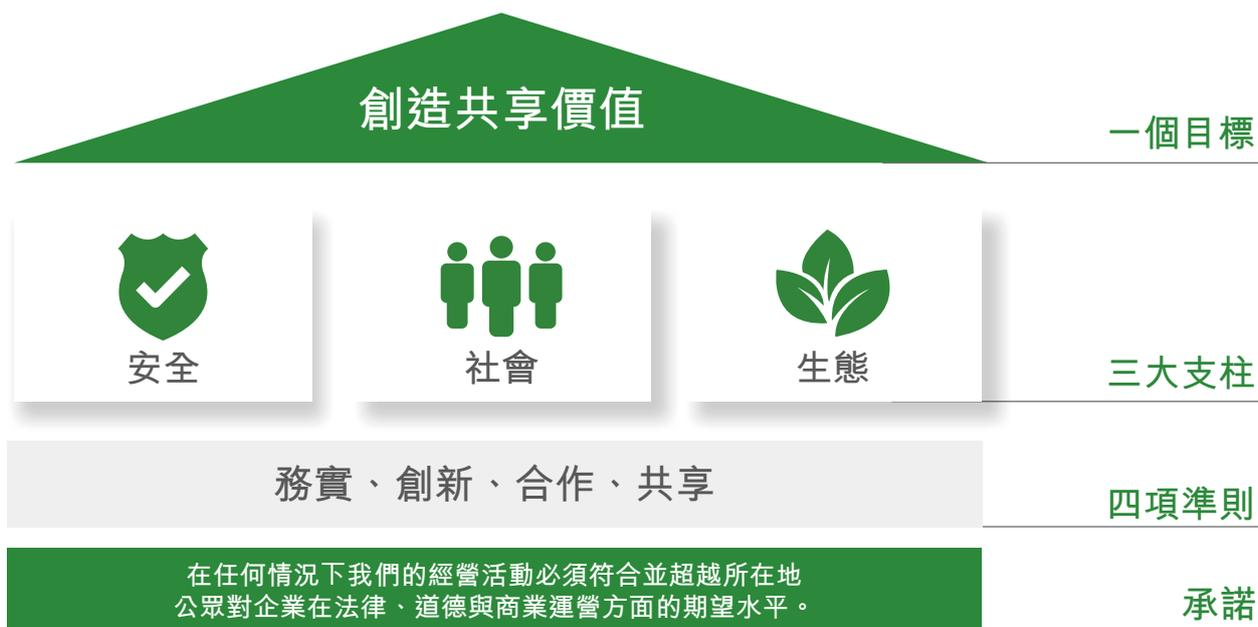 創造共享價值
一個目標
安全
社會
生態
三大支柱
務實、創新、合作、共享
四項準則
在任何情況下我們的經營活動必須符合並超越所在地
公眾對企業在法律、道德與商業運營方面的期望水平。
承諾